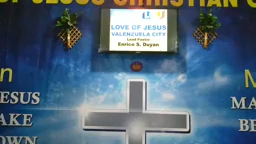 OF JESUS CHRISTIAN
LOVE OF JESUS
VALENZUELA CITY
Lead Pastor
Enrico S. Duyan
ESUS
AKE
OWN
MA
BE